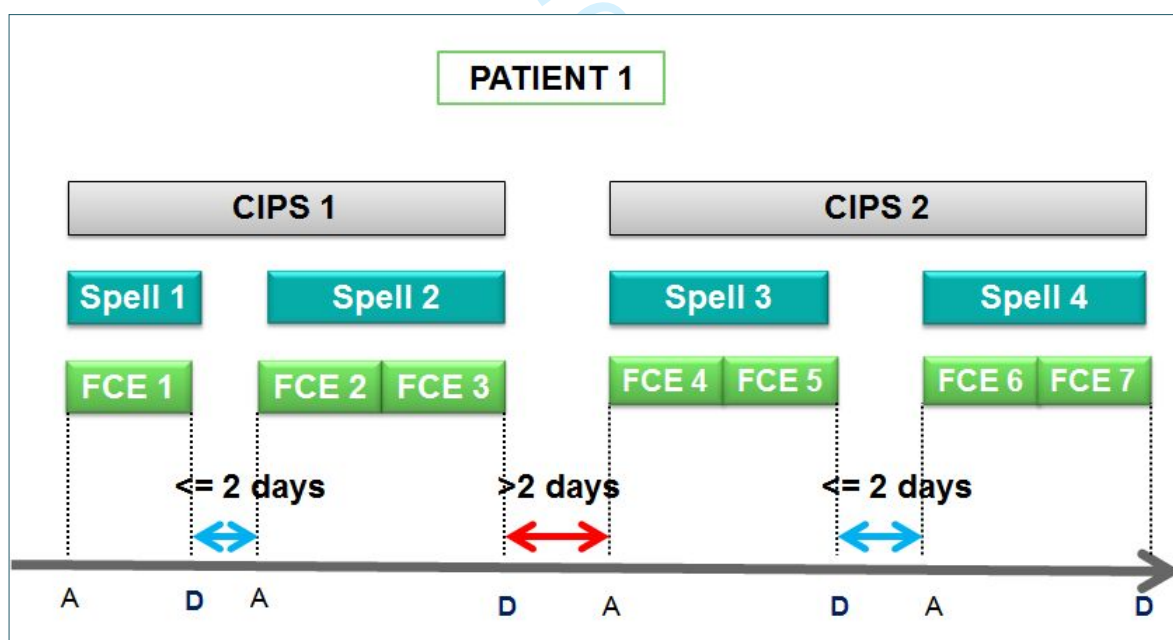 PATIENT 1
CIPS 1 CIPS 2
Spell 1 Spell 2 Spell 3 Spell 4
FCE 1 FCE 2 FCE 3 FCE 4 FCE 5 FCE 6 FCE 7
<= 2 days >2 days <= 2 days
A D A D A D A D